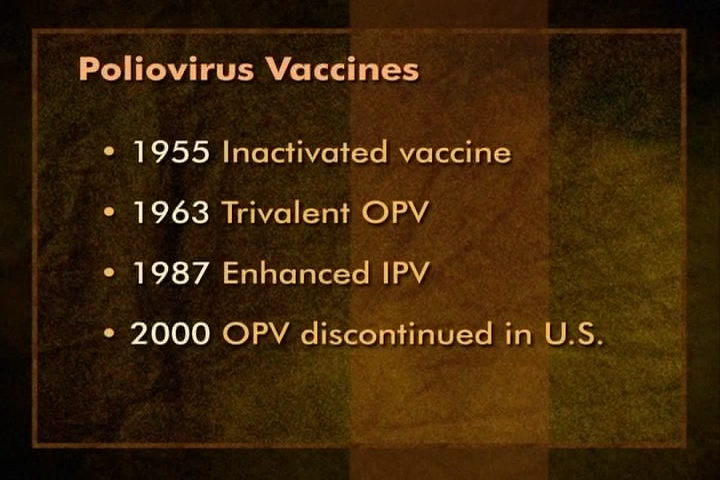 Poliovirus Vaccines
• 1955 Inactivated vaccine
• 1963 Trivalent OPV
• 1987 Enhanced IPV
• 2000 OPV discontinued in U.S.